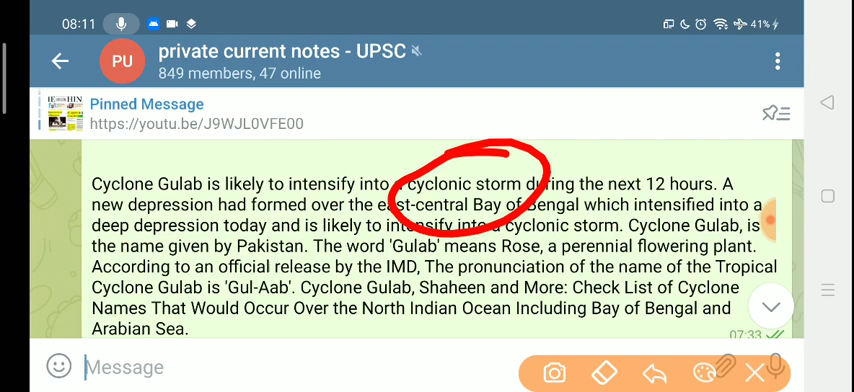 08:11
41%
private current notes - UPSC
PU
849 members, 47 online
Pinned Message
https://youtu.be/J9WJL0VFE00
Cyclone Gulab is likely to intensify into a cyclonic storm during the next 12 hours. A
new depression had formed over the east-central Bay of Bengal which intensified into a
deep depression today and is likely to intensify into a cyclonic storm. Cyclone Gulab, is
the name given by Pakistan. The word 'Gulab' means Rose, a perennial flowering plant.
According to an official release by the IMD, The pronunciation of the name of the Tropical
Cyclone Gulab is 'Gul-Aab'. Cyclone Gulab, Shaheen and More: Check List of Cyclone
Names That Would Occur Over the North Indian Ocean Including Bay of Bengal and
Arabian Sea.
07:33
Message